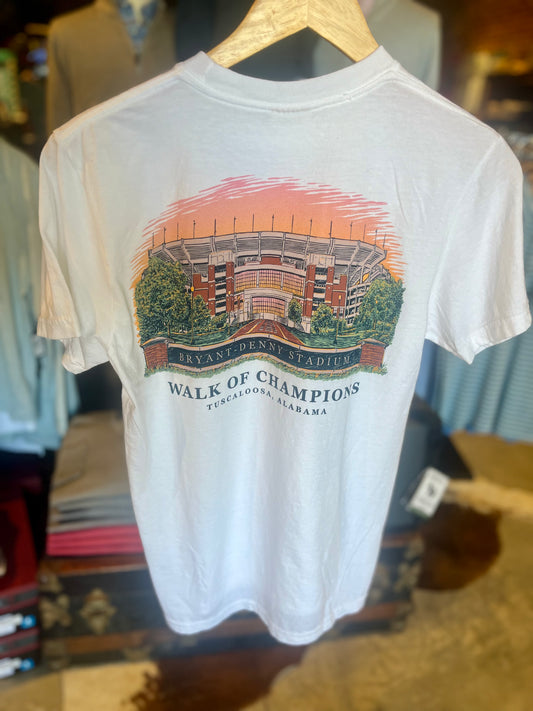 BRYANT-DENNY STADIUM
WALK OF CHAMPIONS
TUSCALOOSA, ALABAMA